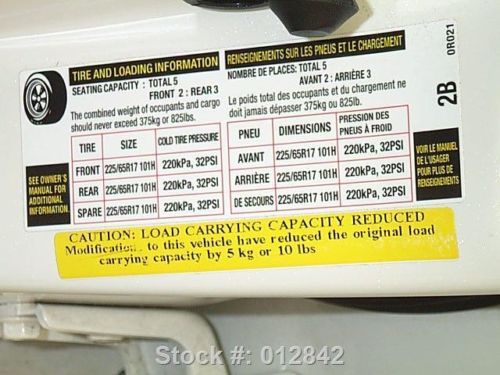 TIRE AND LOADING INFORMATION
SEATING CAPACITY : TOTAL 5
FRONT 2 : REAR 3
The combined weight of occupants and cargo
should never exceed 375kg or 825lbs.
TIRE SIZE COLD TIRE PRESSURE
FRONT 225/65R17 101H 220kPa, 32PSI
REAR 225/65R17 101H 220kPa, 32PSI
SPARE 225/65R17 101H 220kPa, 32PSI
SEE OWNER'S
MANUAL FOR
ADDITIONAL
INFORMATION.
RENSEIGNEMENTS SUR LES PNEUS ET LE CHARGEMENT
NOMBRE DE PLACES: TOTAL 5
AVANT 2 : ARRIÈRE 3
Le poids total des occupants et du chargement ne
doit jamais dépasser 375kg ou 825lb.
PNEU DIMENSIONS PRESSION DES
PNEUS À FROID
AVANT 225/65R17 101H 220kPa, 32PSI
ARRIÈRE 225/65R17 101H 220kPa, 32PSI
DE SECOURS 225/65R17 101H 220kPa, 32PSI
VOIR LE MANUEL
DE L'USAGER
POUR PLUS DE
RENSEIGNEMENTS
2B
0R021
CAUTION: LOAD CARRYING CAPACITY REDUCED
Modifications to this vehicle have reduced the original load
carrying capacity by 5 kg or 10 lbs
Stock #: 012842